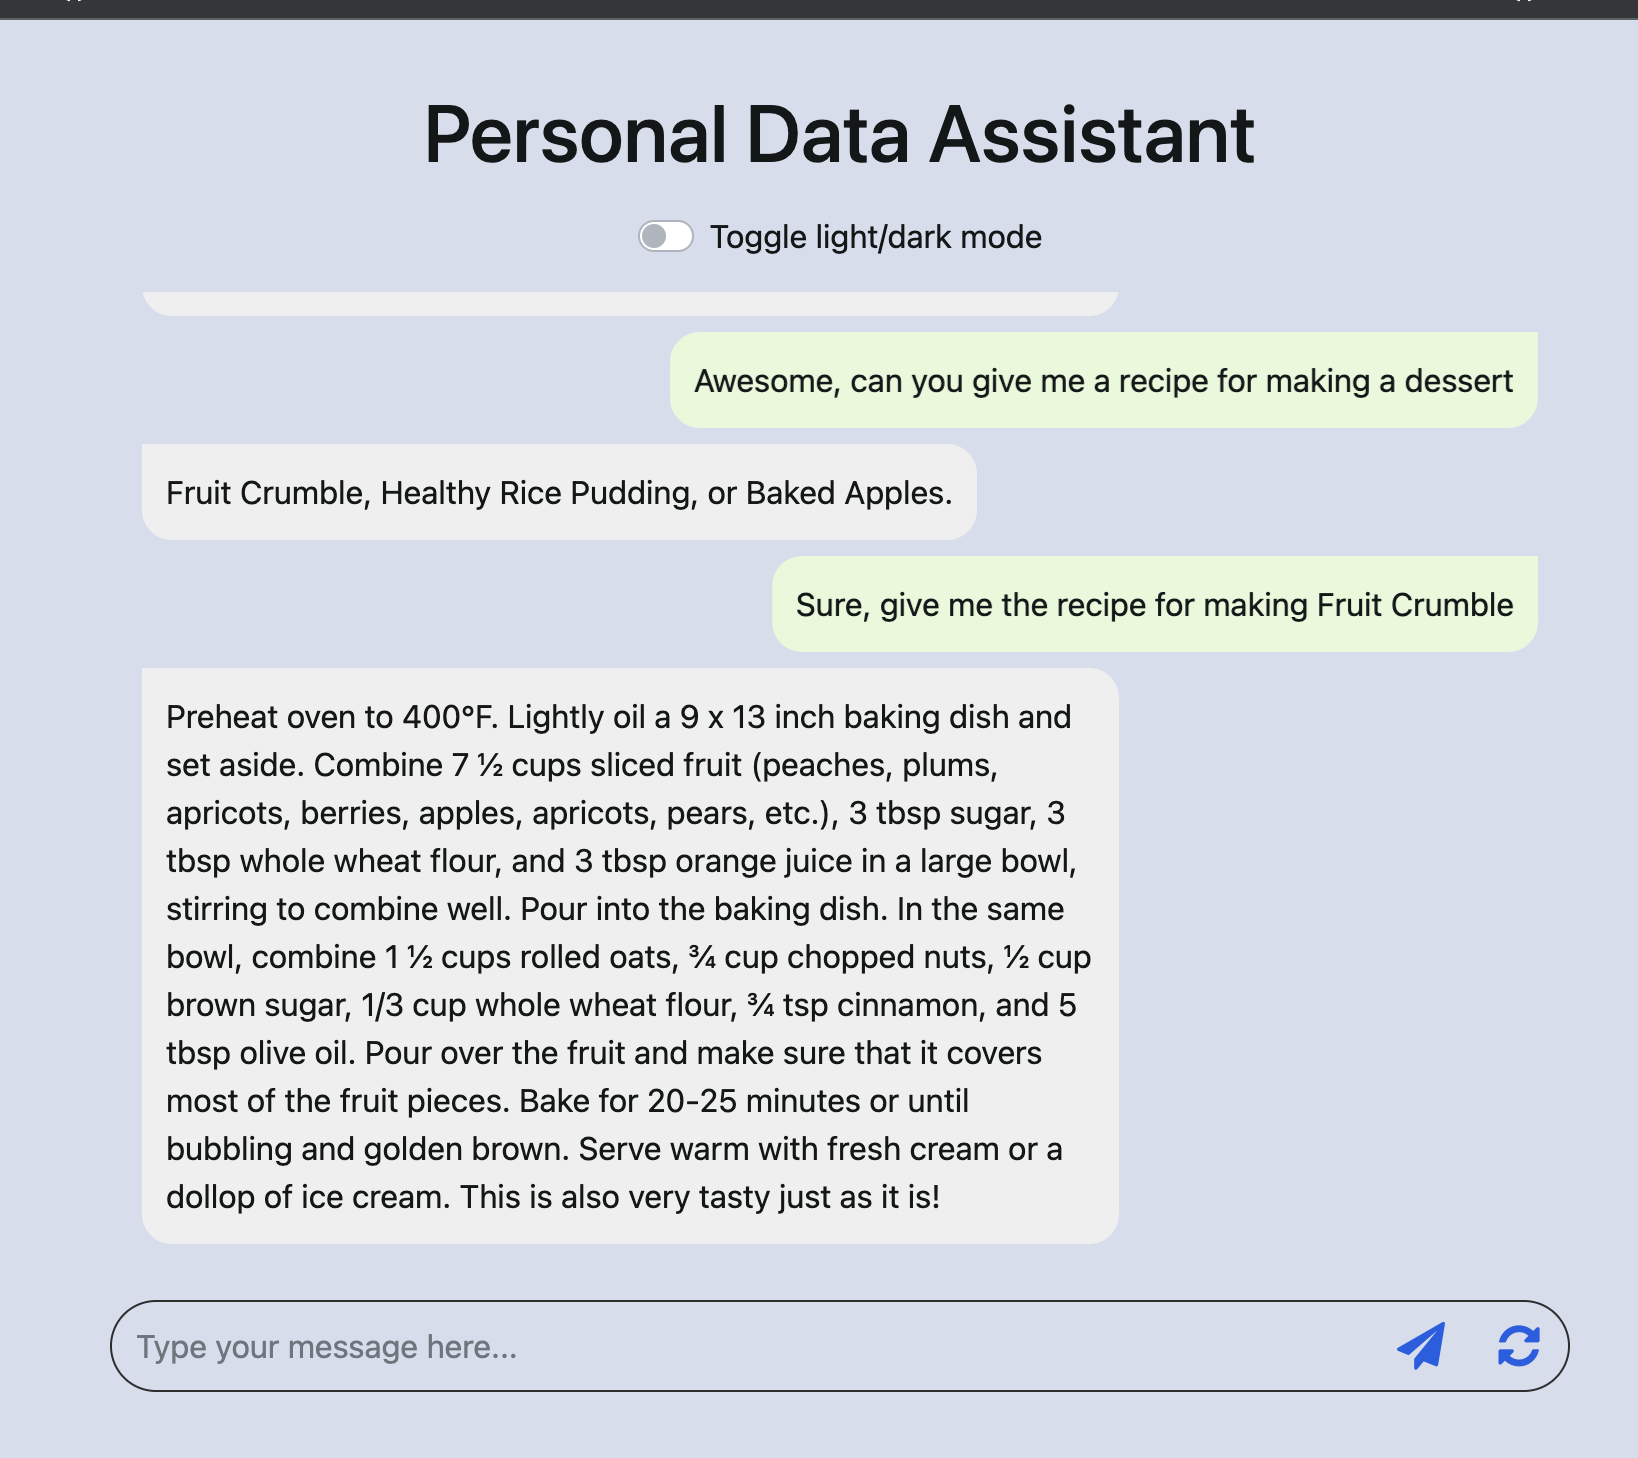 Personal Data Assistant
Toggle light/dark mode
Awesome, can you give me a recipe for making a dessert
Fruit Crumble, Healthy Rice Pudding, or Baked Apples.
Sure, give me the recipe for making Fruit Crumble
Preheat oven to 400°F. Lightly oil a 9 x 13 inch baking dish and
set aside. Combine 7 ½ cups sliced fruit (peaches, plums,
apricots, berries, apples, apricots, pears, etc.), 3 tbsp sugar, 3
tbsp whole wheat flour, and 3 tbsp orange juice in a large bowl,
stirring to combine well. Pour into the baking dish. In the same
bowl, combine 1 ½ cups rolled oats, ¾ cup chopped nuts, ½ cup
brown sugar, 1/3 cup whole wheat flour, ¾ tsp cinnamon, and 5
tbsp olive oil. Pour over the fruit and make sure that it covers
most of the fruit pieces. Bake for 20-25 minutes or until
bubbling and golden brown. Serve warm with fresh cream or a
dollop of ice cream. This is also very tasty just as it is!
Type your message here...